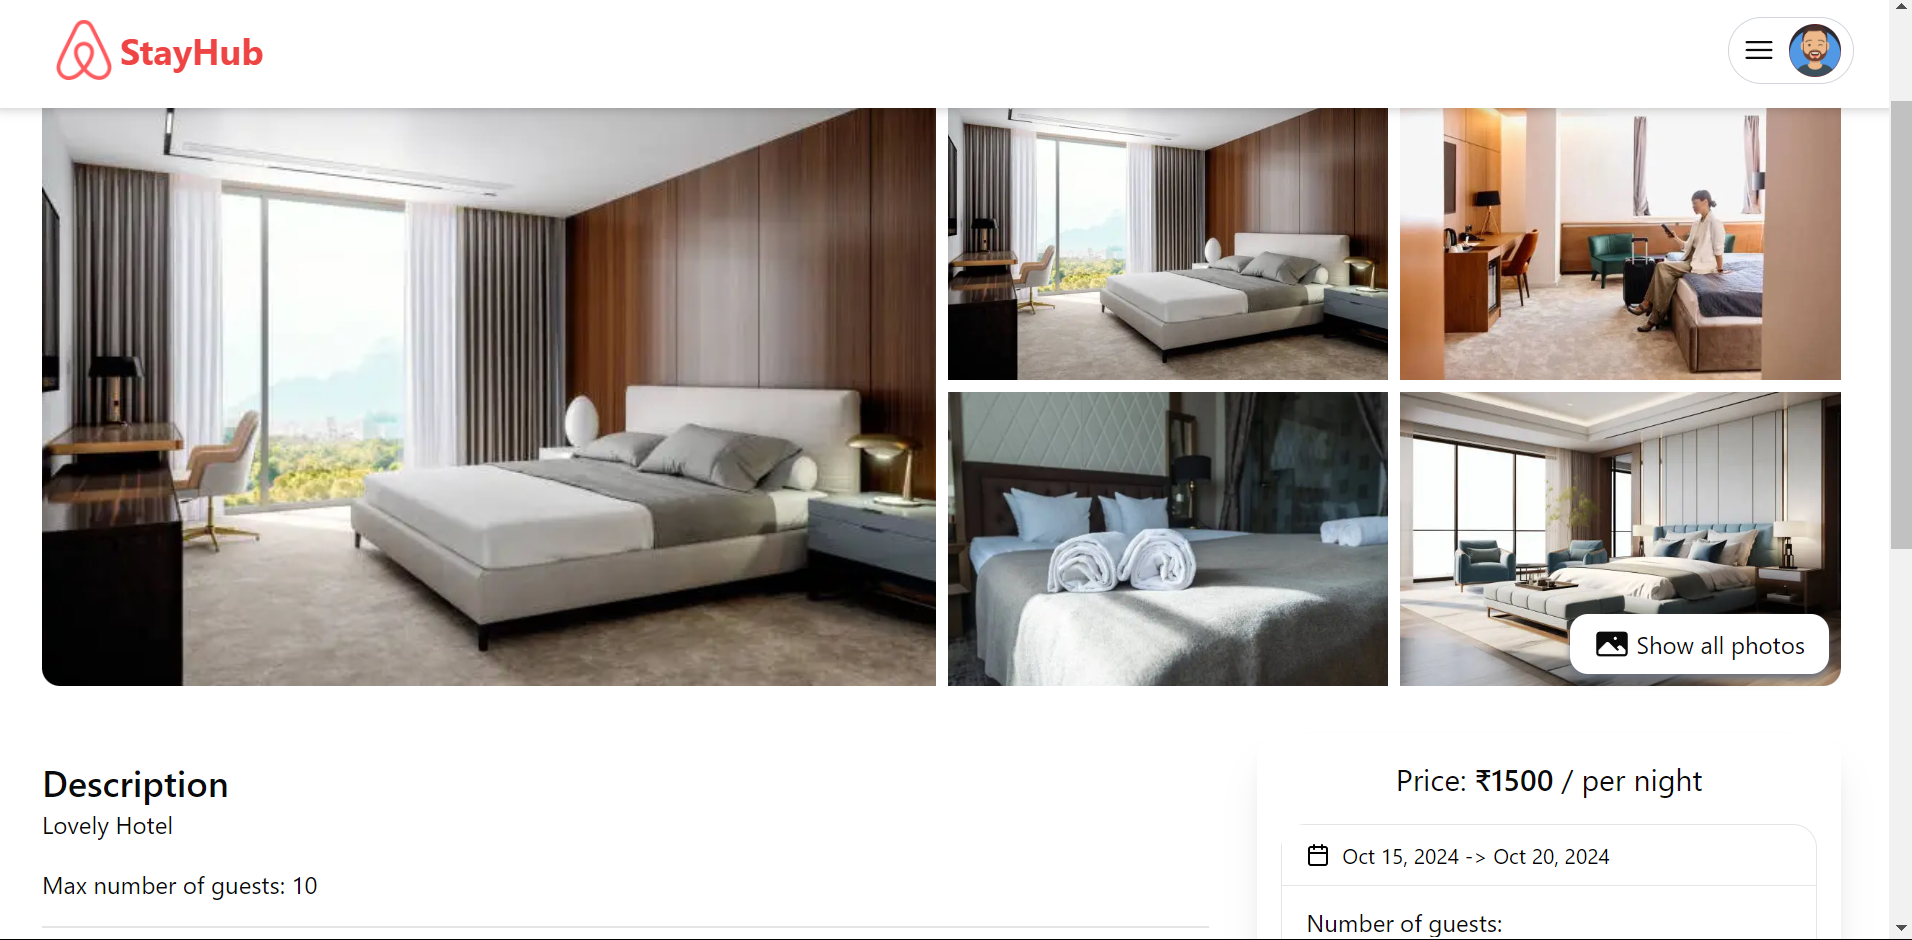 StayHub
Show all photos
Description
Lovely Hotel
Max number of guests: 10
Price: ₹1500 / per night
Oct 15, 2024 -> Oct 20, 2024
Number of guests: